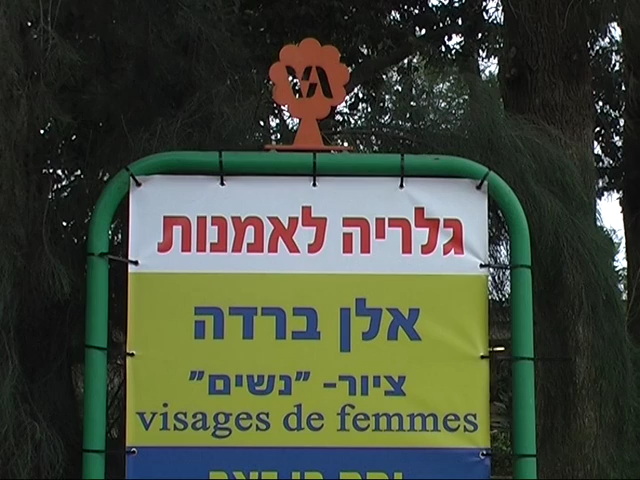 גלריה לאמנות
אלן ברדה
ציור- "נשים"
visages de femmes